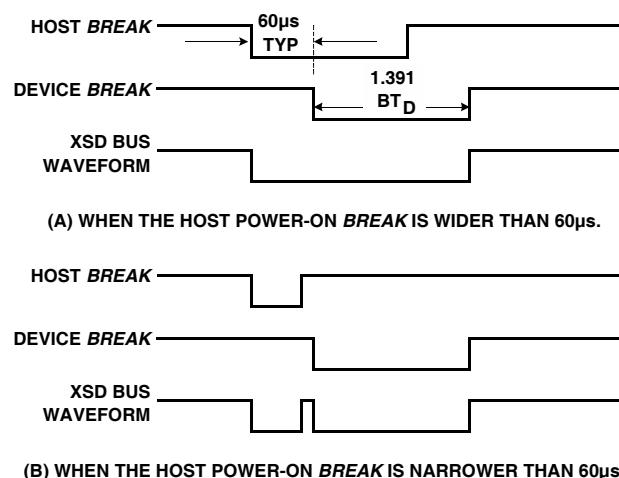 HOST BREAK
60µs
TYP
DEVICE BREAK
1.391
BTD
XSD BUS
WAVEFORM
(A) WHEN THE HOST POWER-ON BREAK IS WIDER THAN 60µs.
HOST BREAK
DEVICE BREAK
XSD BUS
WAVEFORM
(B) WHEN THE HOST POWER-ON BREAK IS NARROWER THAN 60µs